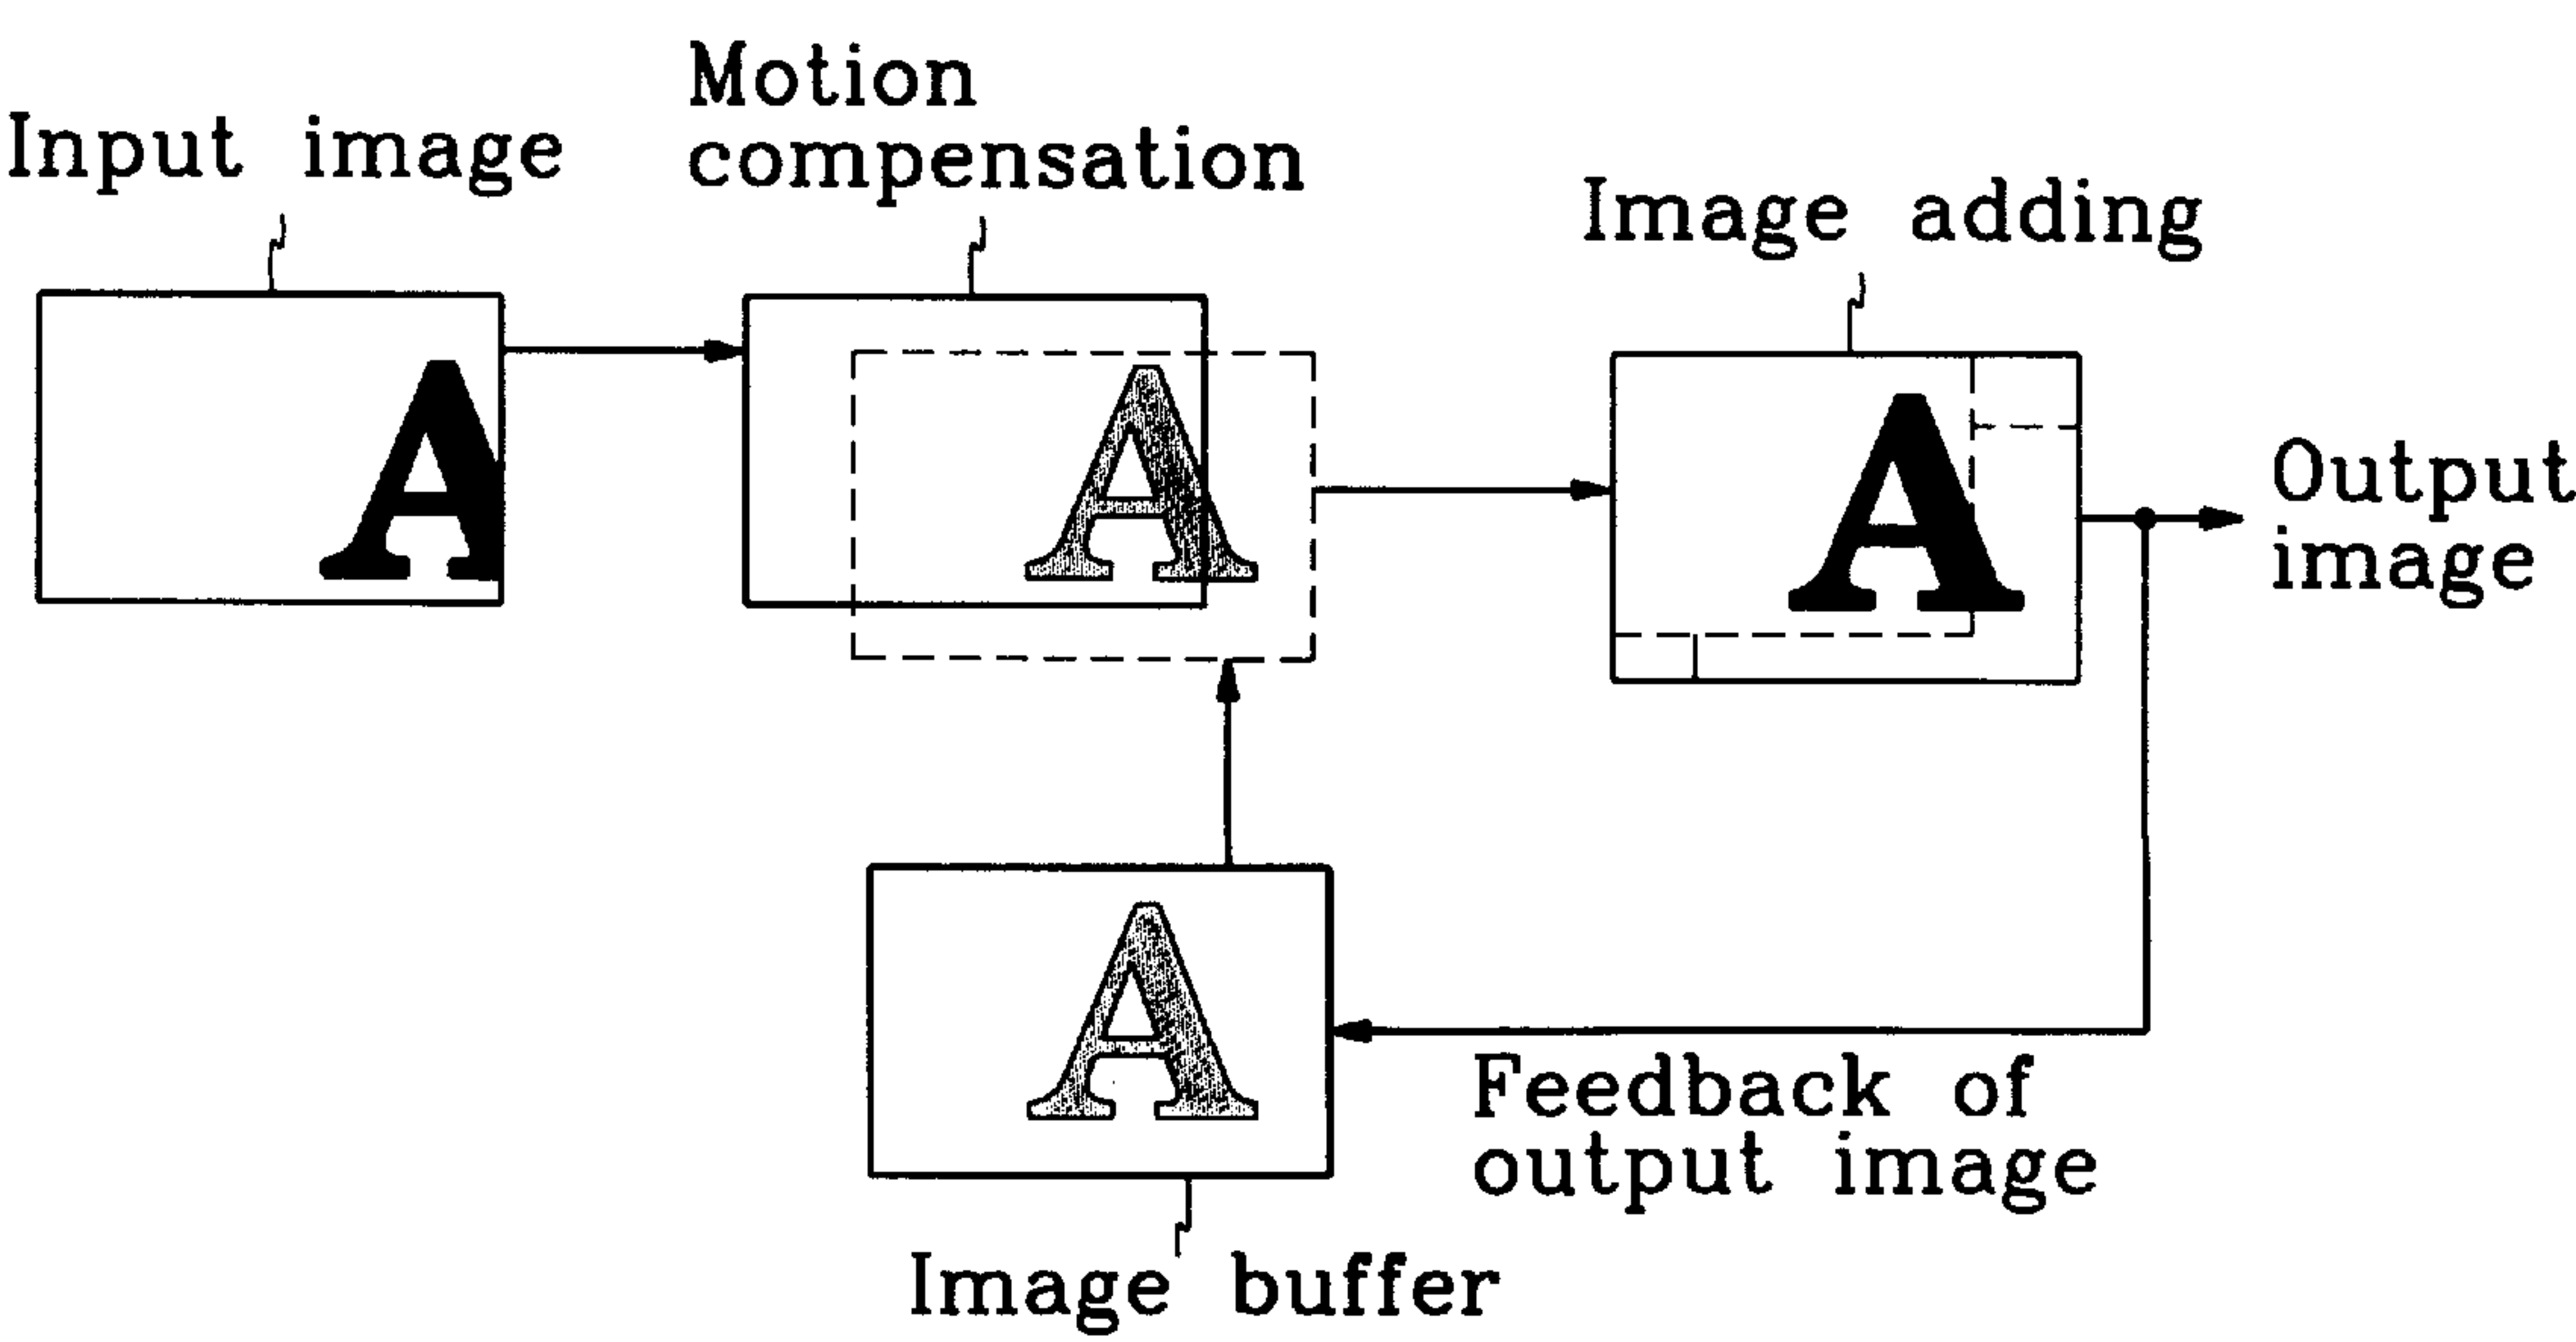 Motion
compensation
Input image
Image adding
A
A
A
Output
image
A
Feedback of
output image
Image buffer